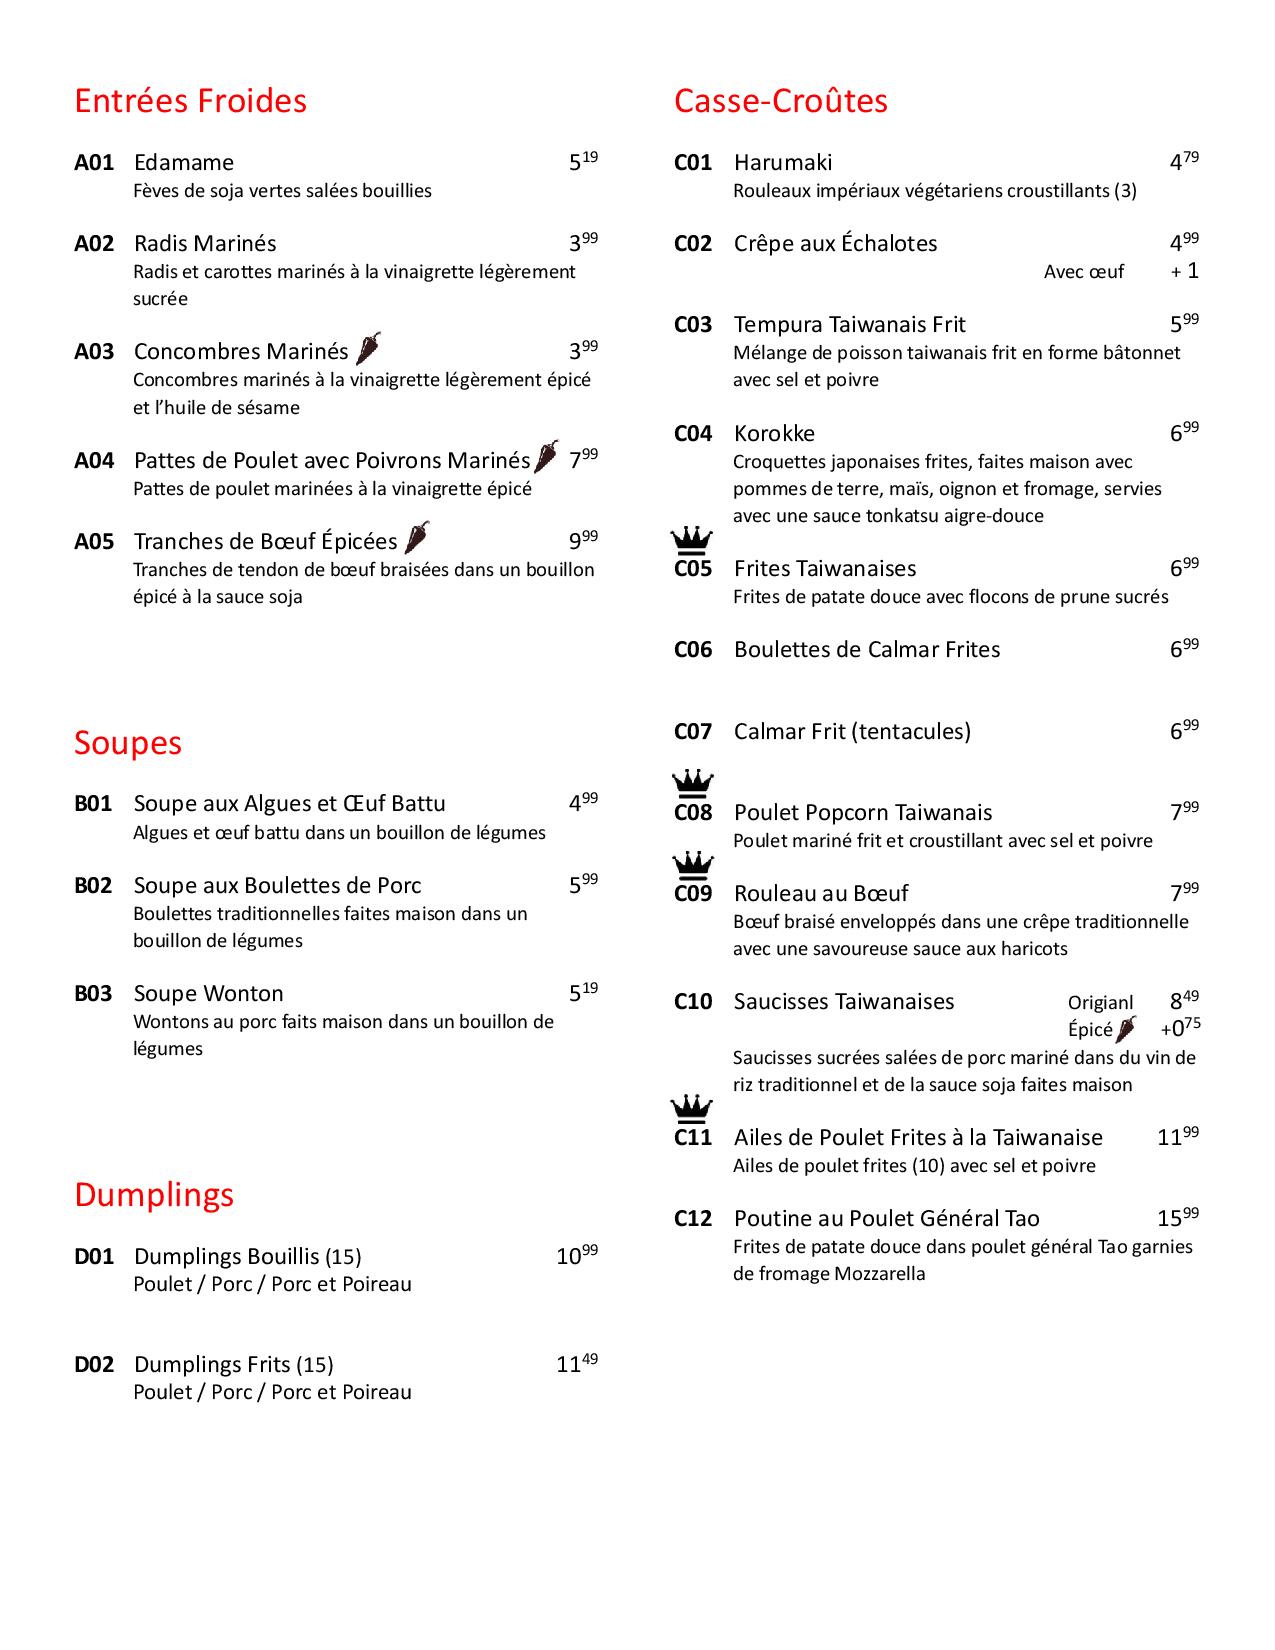 Entrées Froides
A01 Edamame 5.19
Fèves de soja vertes salées bouillies
A02 Radis Marinés 3.99
Radis et carottes marinés à la vinaigrette légèrement
sucrée
A03 Concombres Marinés 3.99
Concombres marinés à la vinaigrette légèrement épicé
et l’huile de sésame
A04 Pattes de Poulet avec Poivrons Marinés 7.99
Pattes de poulet marinées à la vinaigrette épicé
A05 Tranches de Bœuf Épicées 9.99
Tranches de tendon de bœuf braisées dans un bouillon
épicé à la sauce soja
Soupes
B01 Soupe aux Algues et Œuf Battu 4.99
Algues et œuf battu dans un bouillon de légumes
B02 Soupe aux Boulettes de Porc 5.99
Boulettes traditionnelles faites maison dans un
bouillon de légumes
B03 Soupe Wonton 5.19
Wontons au porc faits maison dans un bouillon de
légumes
Dumplings
D01 Dumplings Bouillis (15) 10.99
Poulet / Porc / Porc et Poireau
D02 Dumplings Frits (15) 11.49
Poulet / Porc / Porc et Poireau
Casse-Croûtes
C01 Harumaki 4.79
Rouleaux impériaux végétariens croustillants (3)
C02 Crêpe aux Échalotes 4.99
Avec œuf + 1
C03 Tempura Taiwanais Frit 5.99
Mélange de poisson taiwanais frit en forme bâtonnet
avec sel et poivre
C04 Korokke 6.99
Croquettes japonaises frites, faites maison avec
pommes de terre, maïs, oignon et fromage, servies
avec une sauce tonkatsu aigre-douce
C05 Frites Taiwanaises 6.99
Frites de patate douce avec flocons de prune sucrés
C06 Boulettes de Calmar Frites 6.99
C07 Calmar Frit (tentacules) 6.99
C08 Poulet Popcorn Taiwanais 7.99
Poulet mariné frit et croustillant avec sel et poivre
C09 Rouleau au Bœuf 7.99
Bœuf braisé enveloppés dans une crêpe traditionnelle
avec une savoureuse sauce aux haricots
C10 Saucisses Taiwanaises Origianl 8.49
Épicé +0.75
Saucisses sucrées salées de porc mariné dans du vin de
riz traditionnel et de la sauce soja faites maison
C11 Ailes de Poulet Frites à la Taiwanaise 11.99
Ailes de poulet frites (10) avec sel et poivre
C12 Poutine au Poulet Général Tao 15.99
Frites de patate douce dans poulet général Tao garnies
de fromage Mozzarella